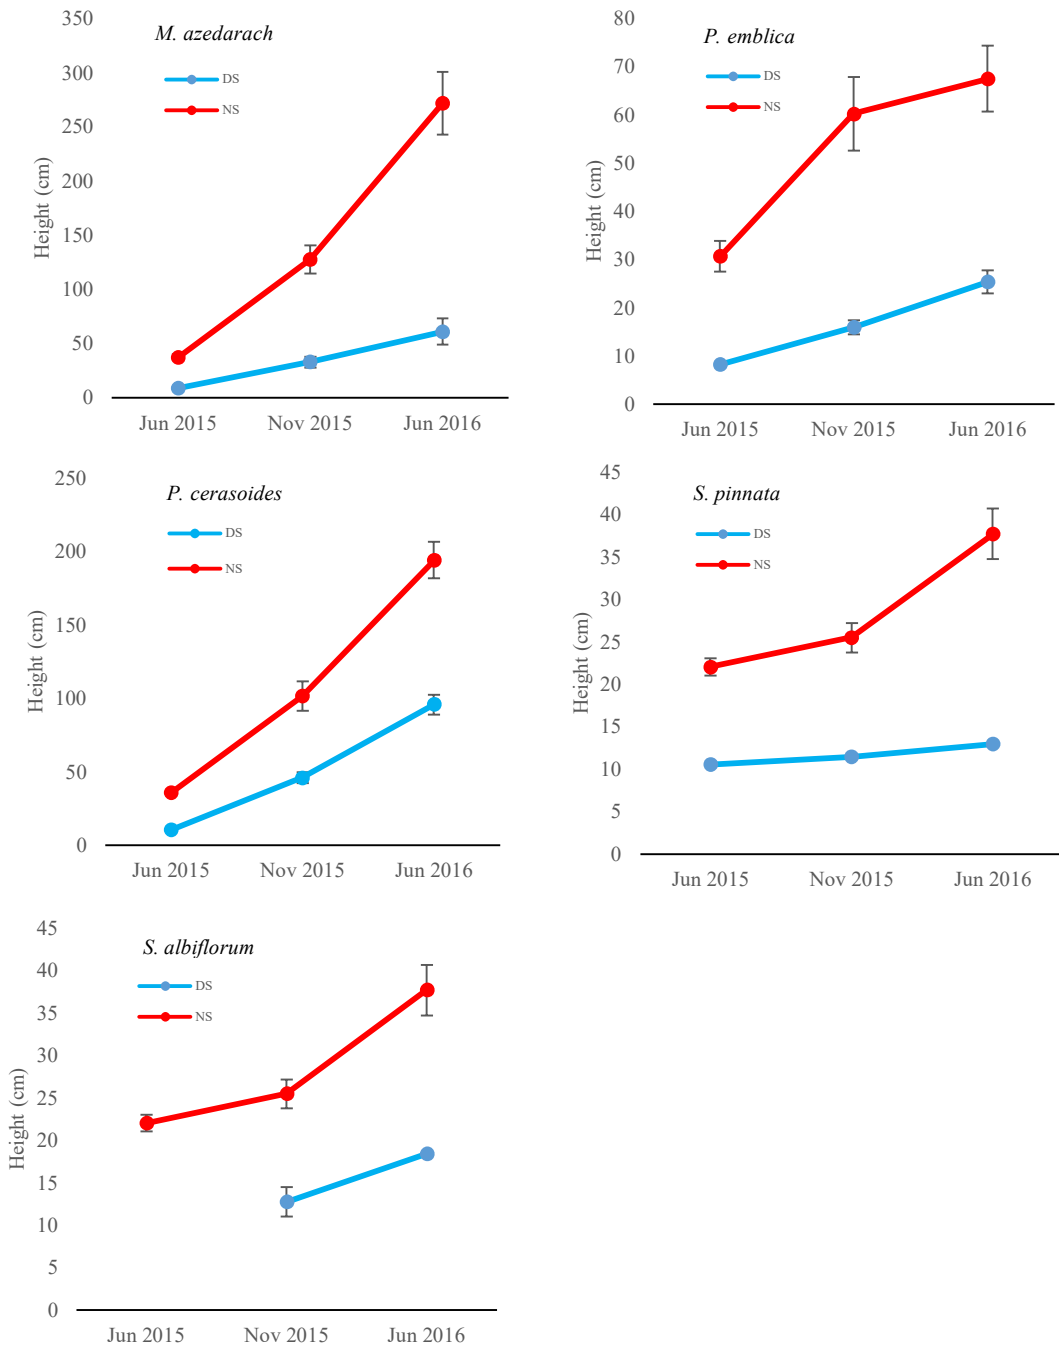 M. azedarach
DS
NS
Height (cm)
350
300
250
200
150
100
50
0
Jun 2015 Nov 2015 Jun 2016
P. emblica
DS
NS
Height (cm)
80
70
60
50
40
30
20
10
0
Jun 2015 Nov 2015 Jun 2016
P. cerasoides
DS
NS
Height (cm)
250
200
150
100
50
0
Jun 2015 Nov 2015 Jun 2016
S. pinnata
DS
NS
Height (cm)
45
40
35
30
25
20
15
10
5
0
Jun 2015 Nov 2015 Jun 2016
S. albiflorum
DS
NS
Height (cm)
45
40
35
30
25
20
15
10
5
0
Jun 2015 Nov 2015 Jun 2016